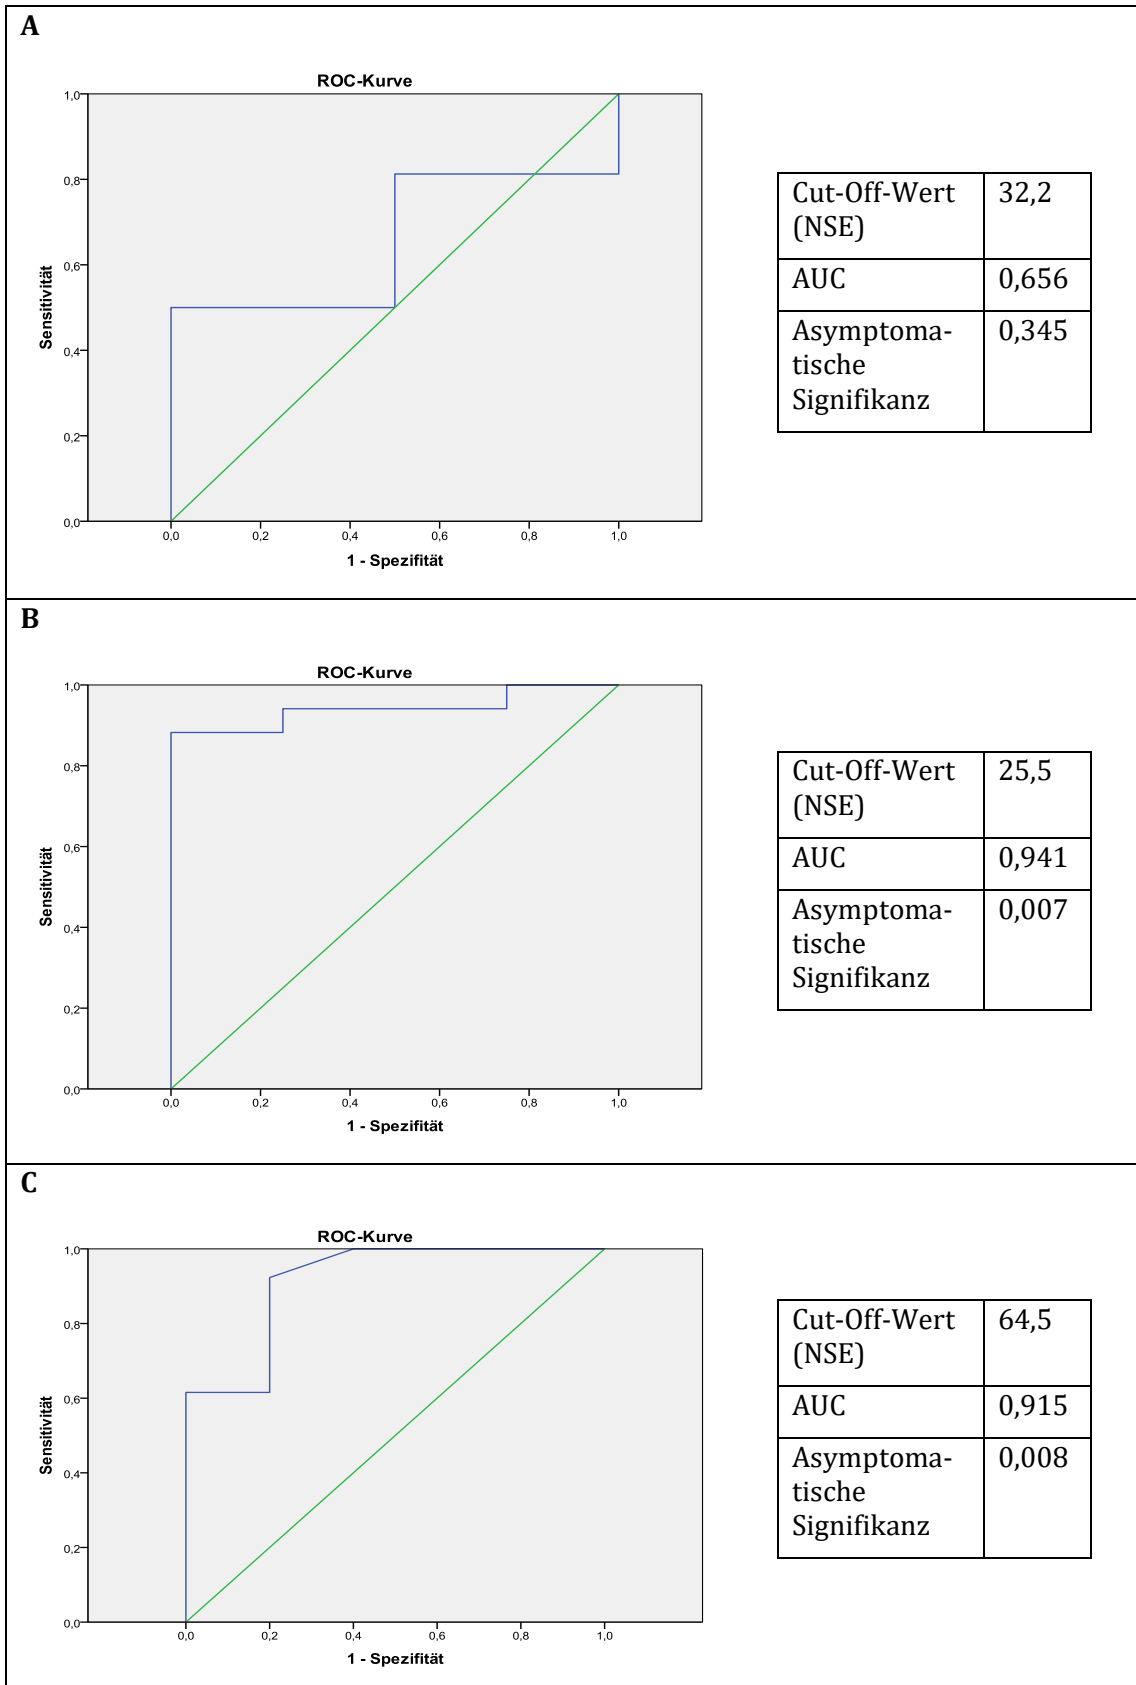 A
ROC-Kurve
1,0
0,8
0,6
0,4
0,2
0,0
Sensitivität
0,0 0,2 0,4 0,6 0,8 1,0
1 - Spezifität
Cut-Off-Wert 32,2
(NSE)
AUC 0,656
Asymptoma- 0,345
tische
Signifikanz
B
ROC-Kurve
1,0
0,8
0,6
0,4
0,2
0,0
Sensitivität
0,0 0,2 0,4 0,6 0,8 1,0
1 - Spezifität
Cut-Off-Wert 25,5
(NSE)
AUC 0,941
Asymptoma- 0,007
tische
Signifikanz
C
ROC-Kurve
1,0
0,8
0,6
0,4
0,2
0,0
Sensitivität
0,0 0,2 0,4 0,6 0,8 1,0
1 - Spezifität
Cut-Off-Wert 64,5
(NSE)
AUC 0,915
Asymptoma- 0,008
tische
Signifikanz